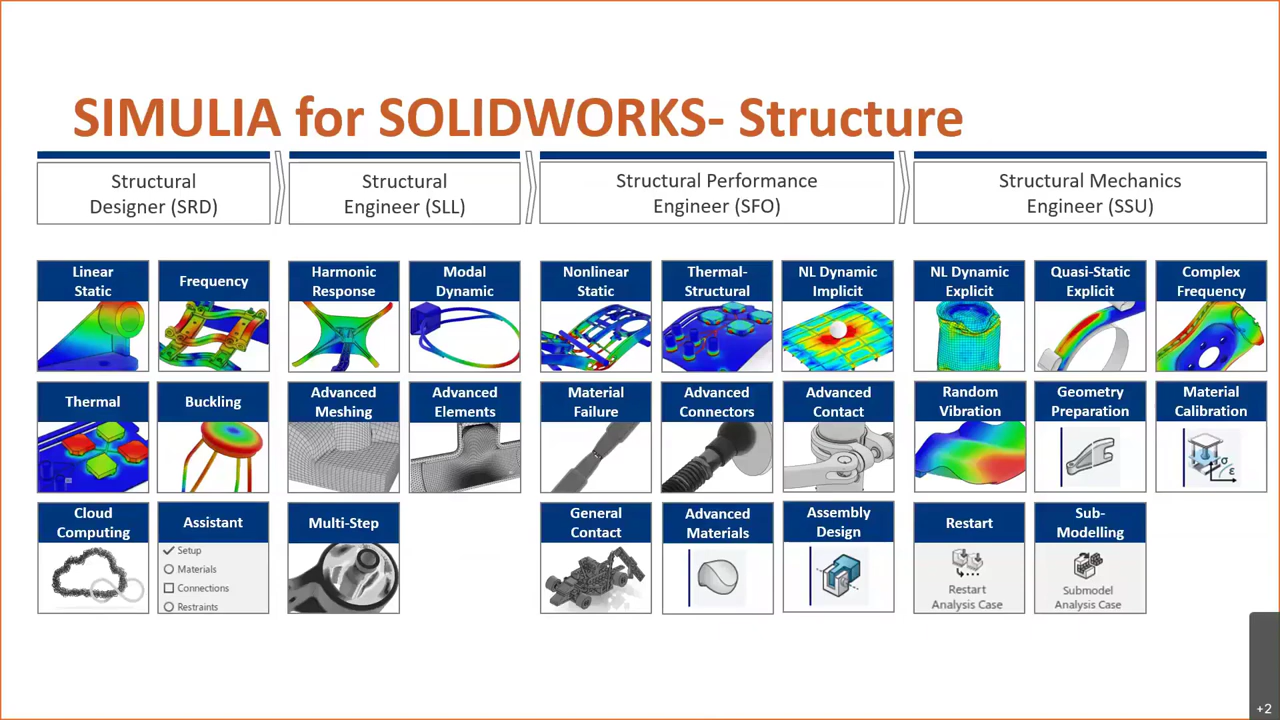 SIMULIA for SOLIDWORKS- Structure
Structural
Designer (SRD)
Structural
Engineer (SLL)
Structural Performance
Engineer (SFO)
Structural Mechanics
Engineer (SSU)
Linear
Static
Frequency
Harmonic
Response
Modal
Dynamic
Nonlinear
Static
Thermal-
Structural
NL Dynamic
Implicit
NL Dynamic
Explicit
Quasi-Static
Explicit
Complex
Frequency
Thermal
Buckling
Advanced
Meshing
Advanced
Elements
Material
Failure
Advanced
Connectors
Advanced
Contact
Random
Vibration
Geometry
Preparation
Material
Calibration
σ
ε
Cloud
Computing
Assistant
Setup
Materials
Connections
Restraints
Multi-Step
General
Contact
Advanced
Materials
Assembly
Design
Restart
Restart
Analysis Case
Sub-
Modelling
Submodel
Analysis Case
+2